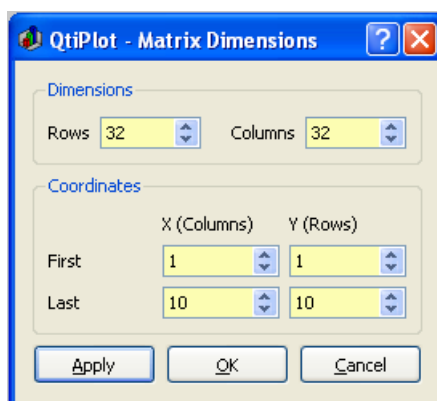 QtiPlot - Matrix Dimensions ?
Dimensions
Rows 32 Columns 32
Coordinates
X (Columns) Y (Rows)
First 1 1
Last 10 10
Apply OK Cancel